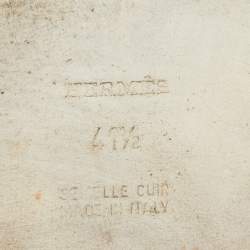 HERMÈS
41½
SEMELLE CUIR
MADE IN ITALY